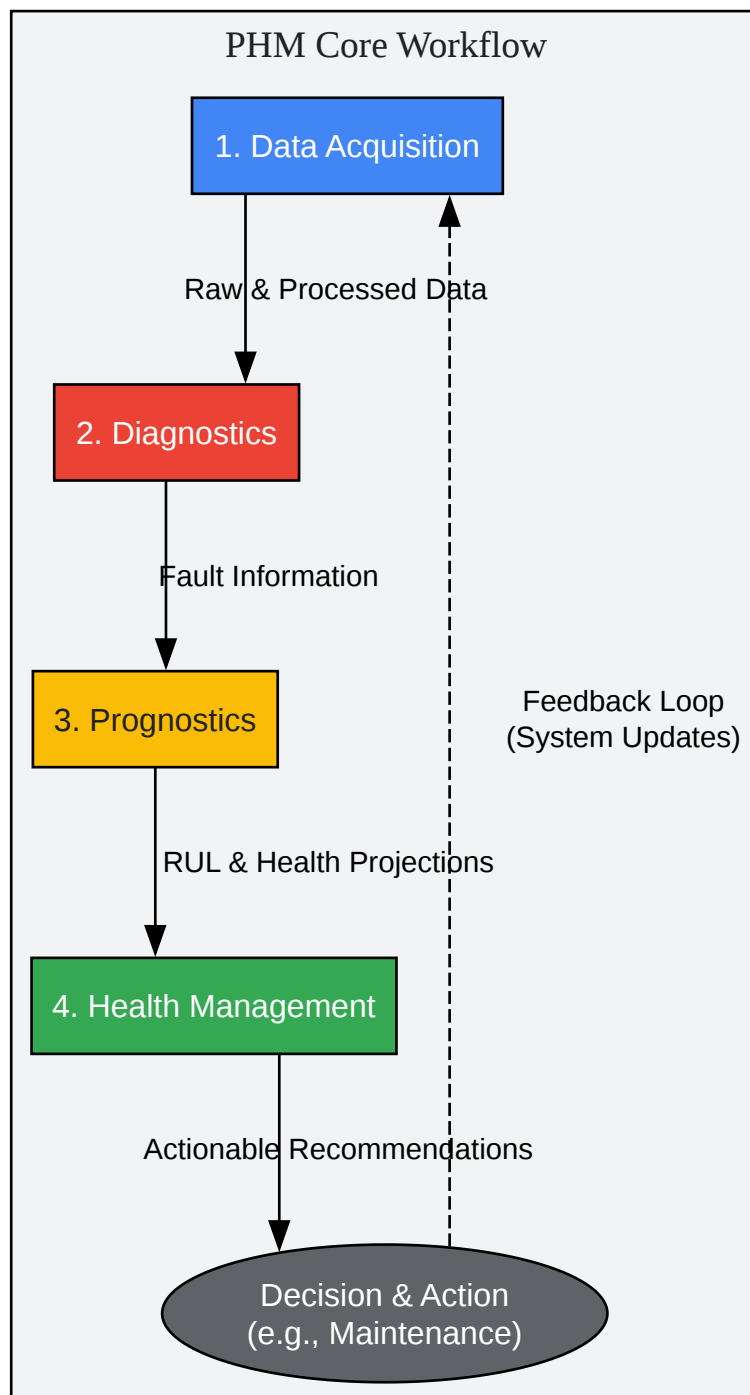 PHM Core Workflow
1. Data Acquisition
Raw & Processed Data
2. Diagnostics
Fault Information
3. Prognostics
Feedback Loop
(System Updates)
RUL & Health Projections
4. Health Management
Actionable Recommendations
Decision & Action
(e.g., Maintenance)